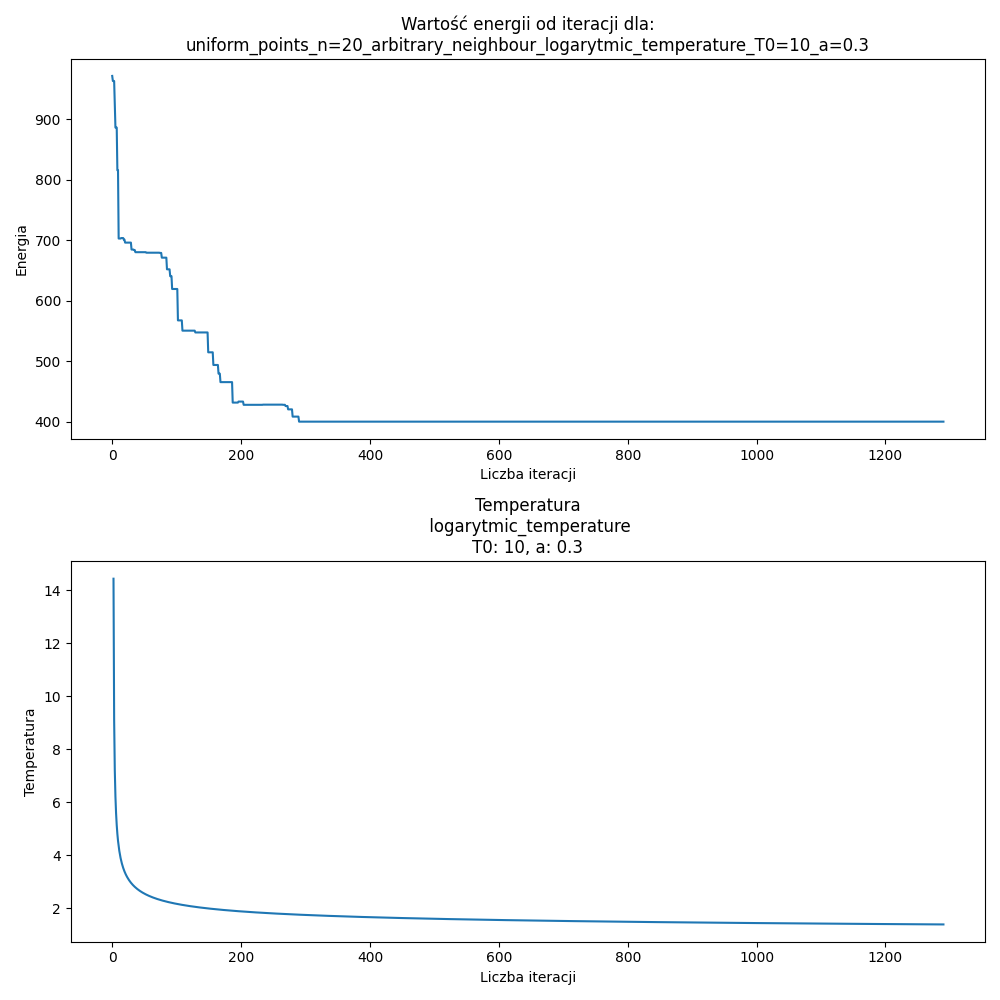 Wartość energii od iteracji dla:
uniform_points_n=20_arbitrary_neighbour_logarytmic_temperature_T0=10_a=0.3
900
800
700
600
500
400
Energia
0 200 400 600 800 1000 1200
Liczba iteracji
Temperatura
logarytmic_temperature
T0: 10, a: 0.3
14
12
10
8
6
4
2
Temperatura
0 200 400 600 800 1000 1200
Liczba iteracji